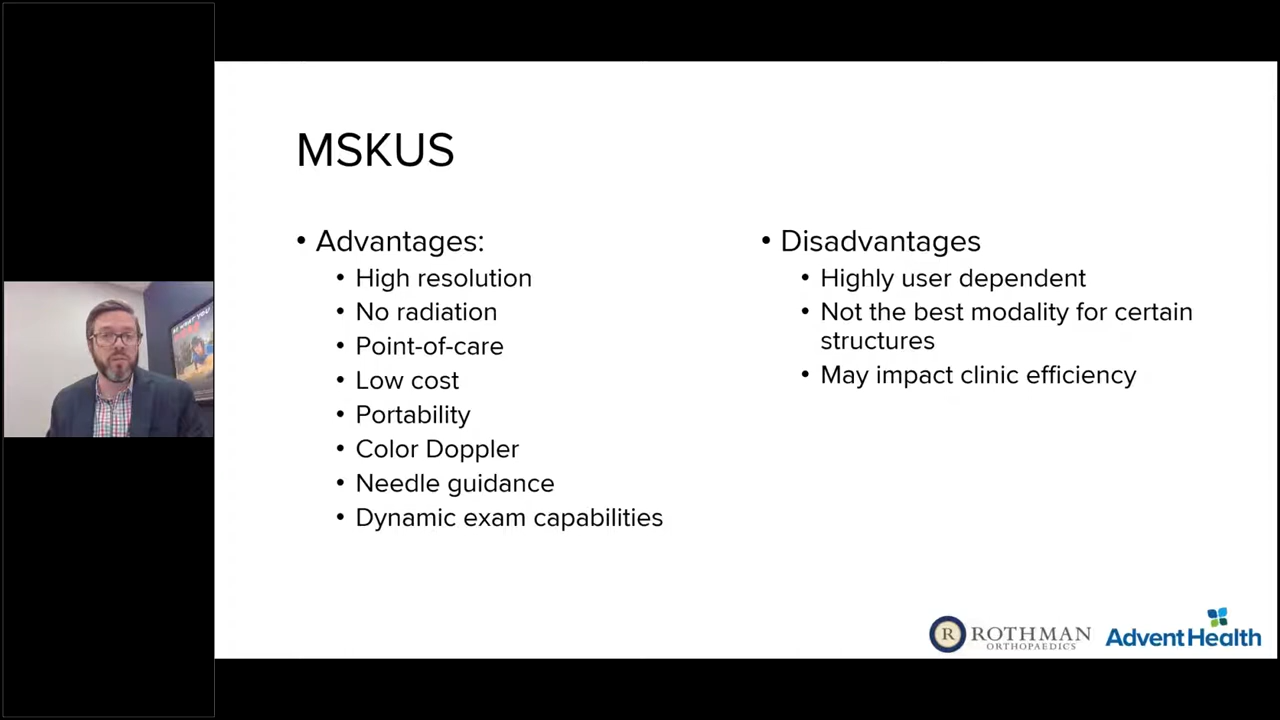 MSKUS
• Advantages:
• High resolution
• No radiation
• Point-of-care
• Low cost
• Portability
• Color Doppler
• Needle guidance
• Dynamic exam capabilities
• Disadvantages
• Highly user dependent
• Not the best modality for certain
structures
• May impact clinic efficiency
R ROTHMAN
ORTHOPAEDICS
AdventHealth